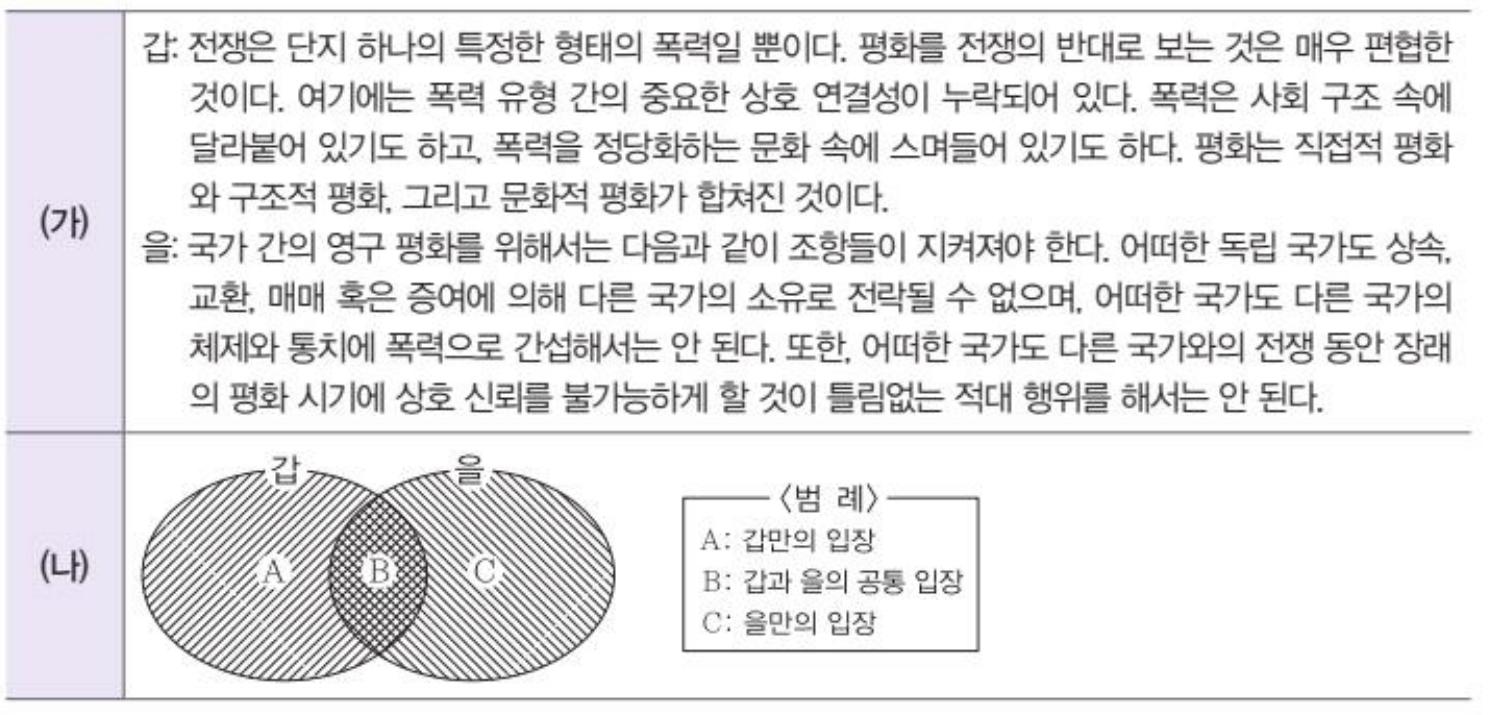 (가)
갑: 전쟁은 단지 하나의 특정한 형태의 폭력일 뿐이다. 평화를 전쟁의 반대로 보는 것은 매우 편협한
것이다. 여기에는 폭력 유형 간의 중요한 상호 연결성이 누락되어 있다. 폭력은 사회 구조 속에
달라붙어 있기도 하고, 폭력을 정당화하는 문화 속에 스며들어 있기도 하다. 평화는 직접적 평화
와 구조적 평화, 그리고 문화적 평화가 합쳐진 것이다.
을: 국가 간의 영구 평화를 위해서는 다음과 같이 조항들이 지켜져야 한다. 어떠한 독립 국가도 상속,
교환, 매매 혹은 증여에 의해 다른 국가의 소유로 전락될 수 없으며, 어떠한 국가도 다른 국가의
체제와 통치에 폭력으로 간섭해서는 안 된다. 또한, 어떠한 국가도 다른 국가와의 전쟁 동안 장래
의 평화 시기에 상호 신뢰를 불가능하게 할 것이 틀림없는 적대 행위를 해서는 안 된다.
(나)
갑 을
A B C
〈범 례〉
A: 갑만의 입장
B: 갑과 을의 공통 입장
C: 을만의 입장